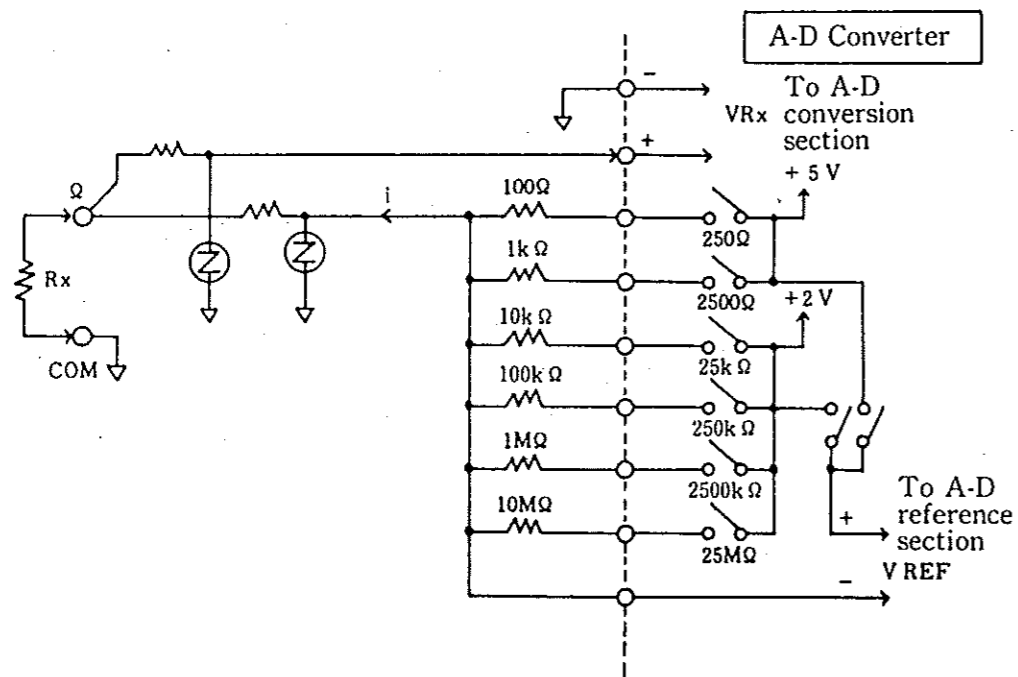 A-D Converter
−
VRx
To A-D
conversion
section
+
+ 5 V
Ω
i
100Ω
250Ω
Rx
1k Ω
2500Ω
+2 V
10k Ω
25k Ω
COM
100k Ω
250k Ω
1MΩ
2500k Ω
10MΩ
25MΩ
To A-D
reference
section
+
V REF
−